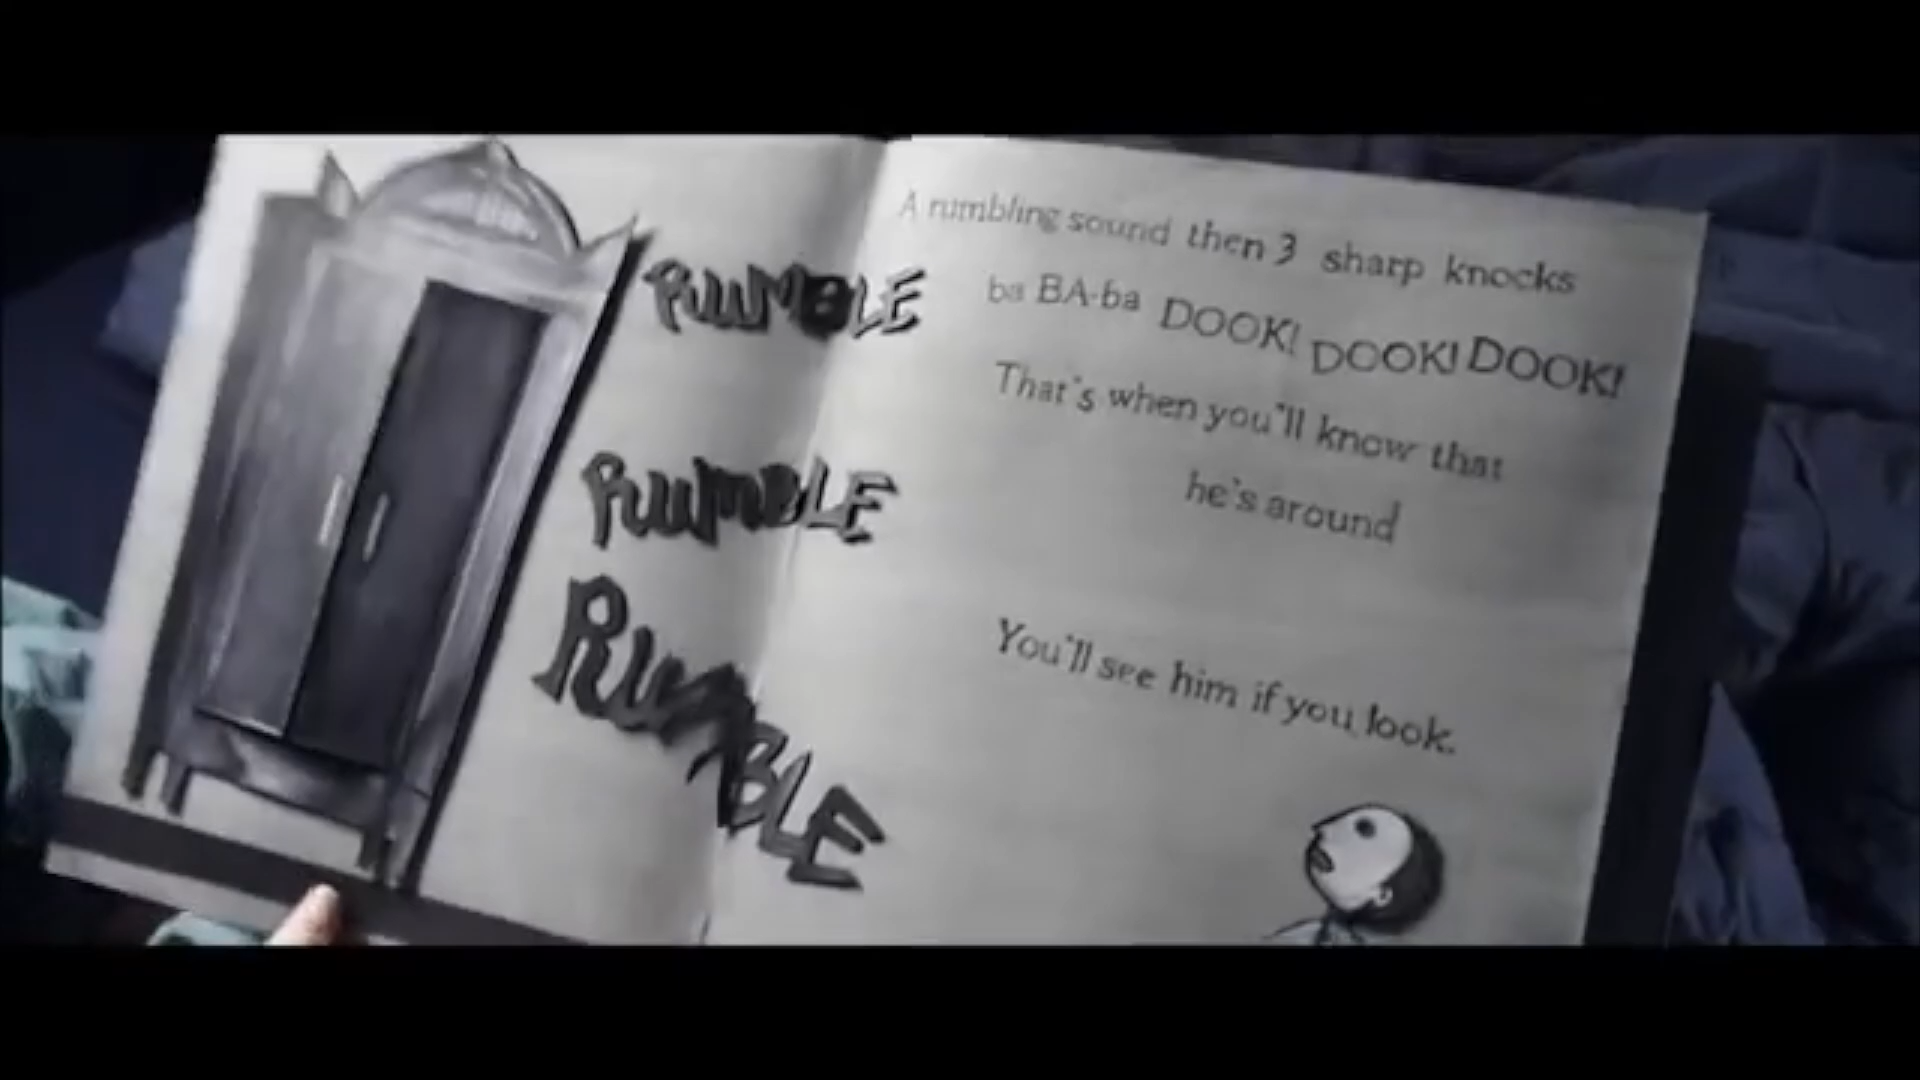 RUMBLE
RUMBLE
RUMBLE
A rumbling sound then 3 sharp knocks
ba BA-ba DOOK! DOOK! DOOK!
That's when you'll know that
he's around
You'll see him if you look.